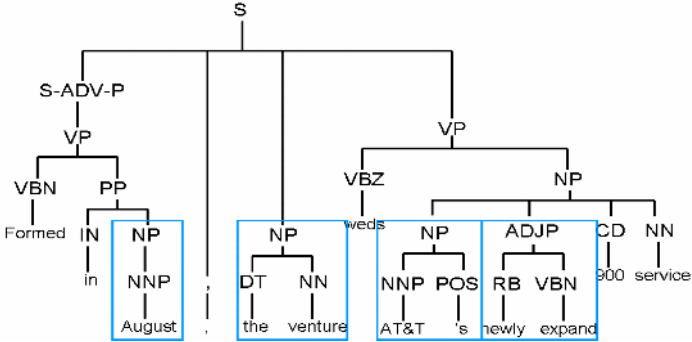 S
S-ADV-P
VP VP
VBN PP VBZ NP
Formed IN NP NP weds NP ADJP CD NN
in NNP , DT NN NNP POS RB VBN 900 service
August , the venture AT&T 's newly expand